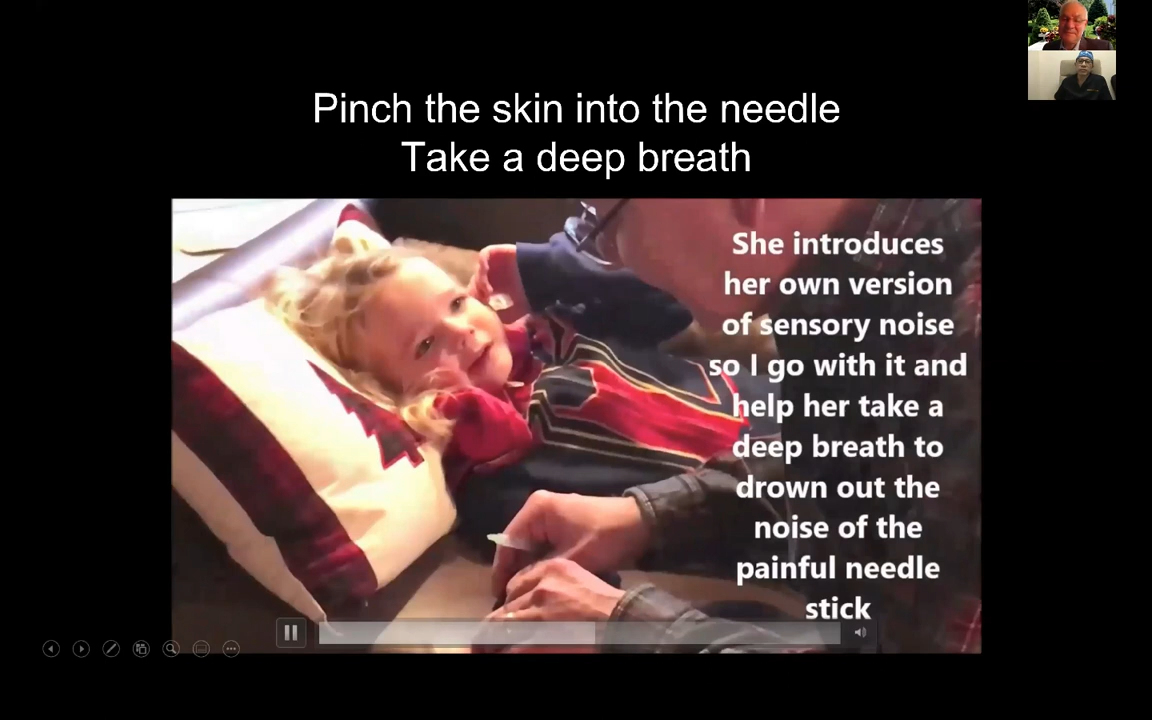 Pinch the skin into the needle
Take a deep breath
She introduces
her own version
of sensory noise
so I go with it and
help her take a
deep breath to
drown out the
noise of the
painful needle
stick